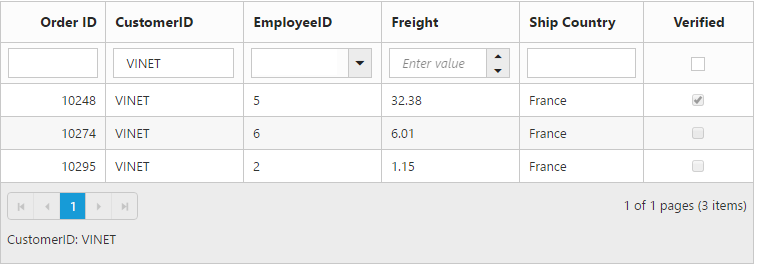 Order ID CustomerID EmployeeID Freight Ship Country Verified
VINET Enter value
10248 VINET 5 32.38 France
10274 VINET 6 6.01 France
10295 VINET 2 1.15 France
1 1 of 1 pages (3 items)
CustomerID: VINET